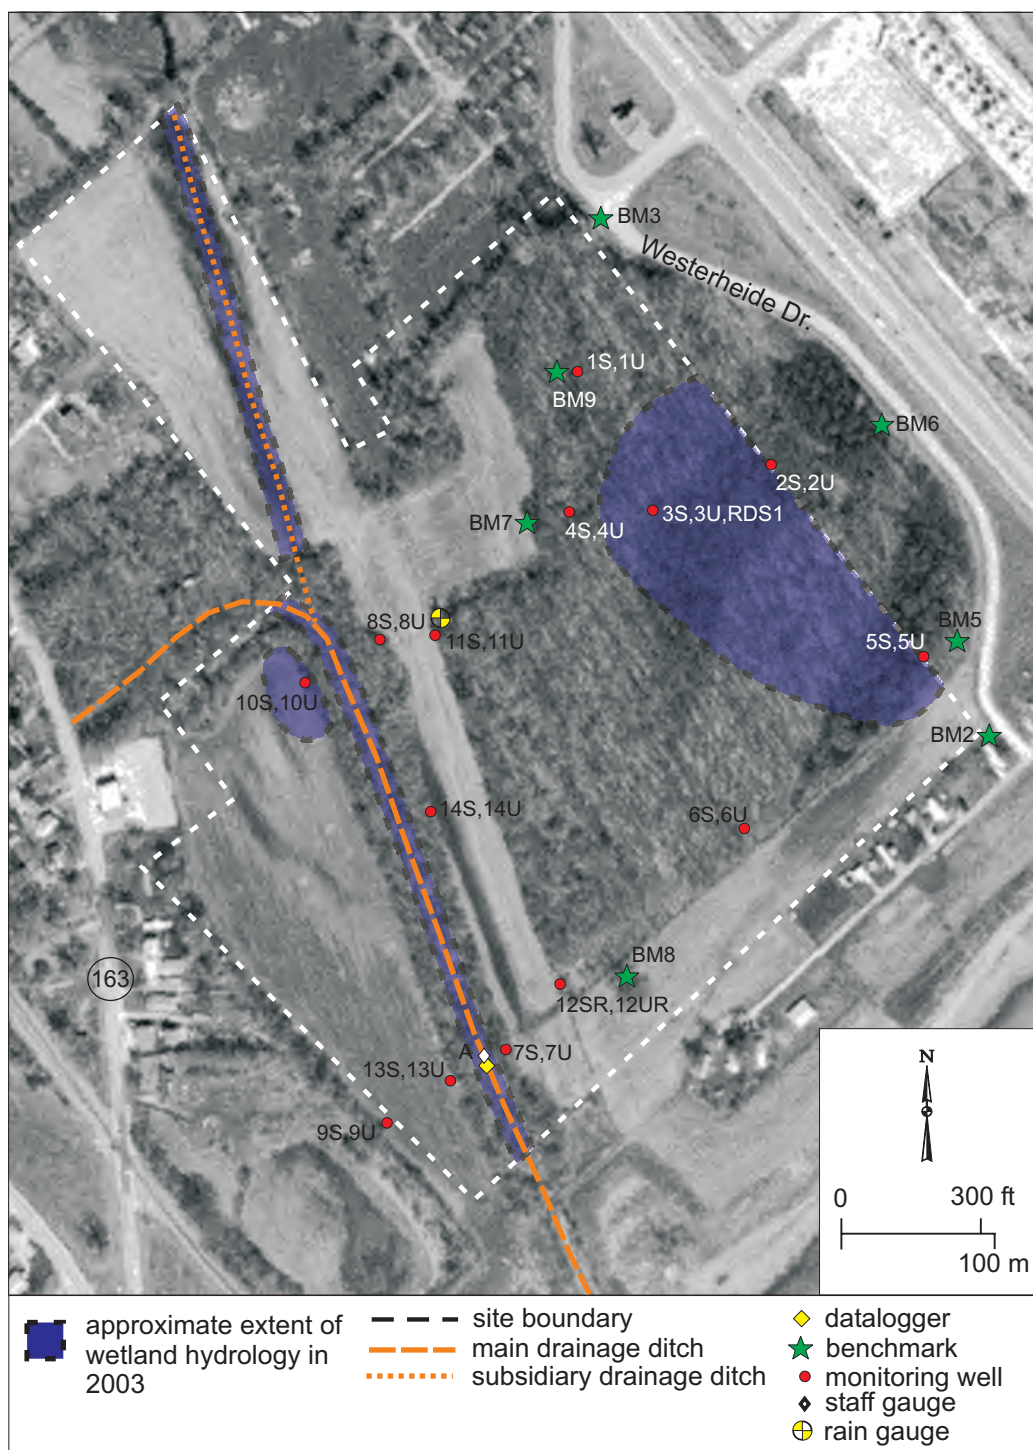 BM3
Westerheide Dr.
1S,1U
BM9
BM6
2S,2U
3S,3U,RDS1
BM7
4S,4U
8S,8U
11S,11U
BM5
5S,5U
10S,10U
BM2
14S,14U
6S,6U
BM8
163
12SR,12UR
A
7S,7U
13S,13U
9S,9U
N
0
300 ft
100 m
approximate extent of
wetland hydrology in
2003
site boundary
main drainage ditch
subsidiary drainage ditch
datalogger
benchmark
monitoring well
staff gauge
rain gauge